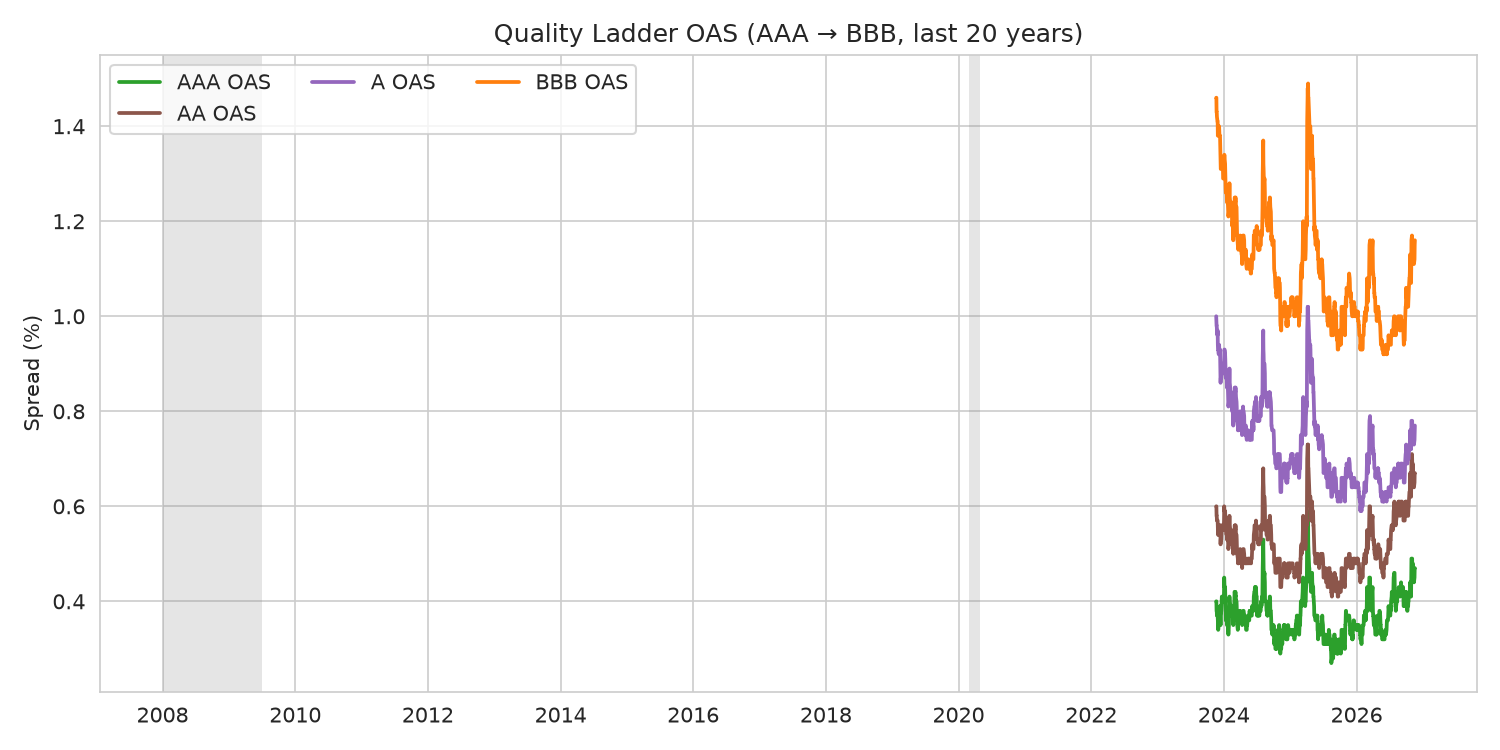 Quality Ladder OAS (AAA → BBB, last 20 years)
AAA OAS A OAS BBB OAS
AA OAS
Spread (%)
1.4
1.2
1.0
0.8
0.6
0.4
2008 2010 2012 2014 2016 2018 2020 2022 2024 2026